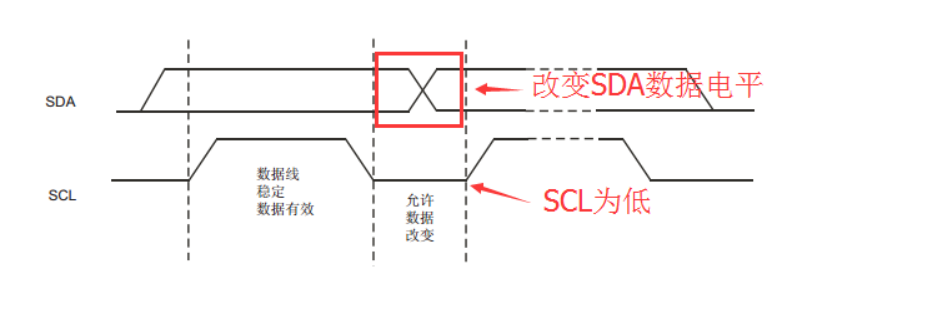 SDA
改变SDA数据电平
SCL
数据线
稳定
数据有效
允许
数据
改变
SCL为低